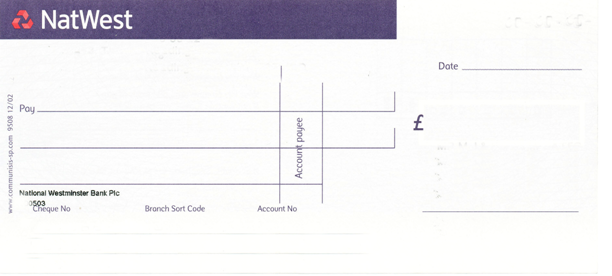 NatWest
Date
Pay
£
Account payee
www.communisis-sp.com 9508 12/02
National Westminster Bank Plc
0503
Cheque No Branch Sort Code Account No